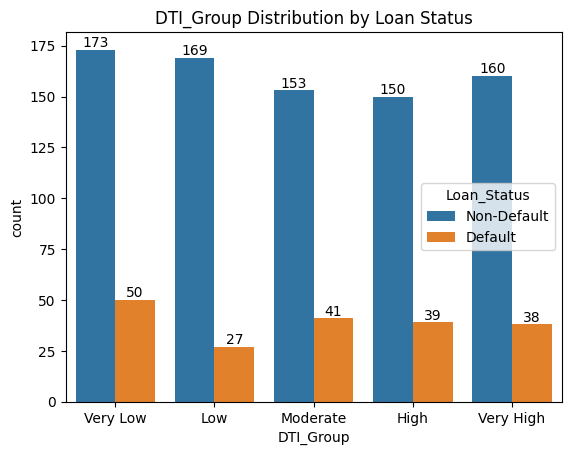 DTI_Group Distribution by Loan Status
count
175
150
125
100
75
50
25
0
173
50
169
27
153
41
150
39
160
38
Loan_Status
Non-Default
Default
Very Low Low Moderate High Very High
DTI_Group